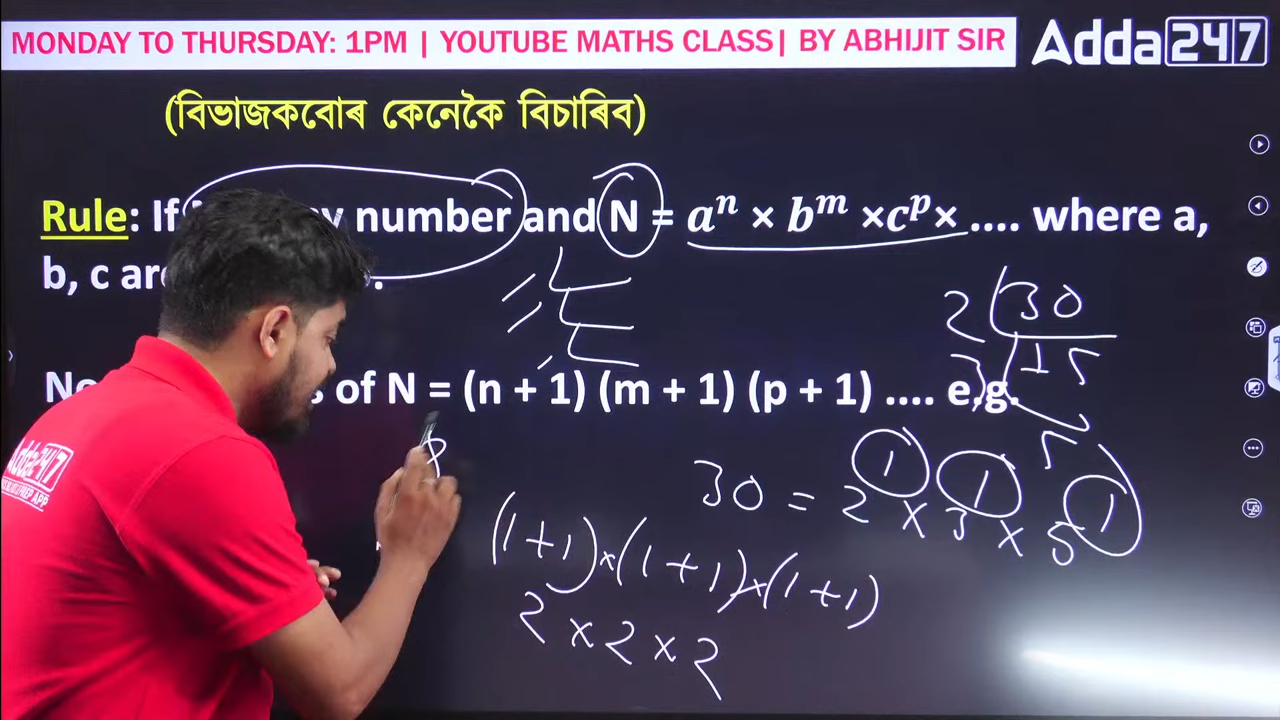 MONDAY TO THURSDAY: 1PM | YOUTUBE MATHS CLASS| BY ABHIJIT SIR
Adda247
(বিভাজকবোৰ কেনেকৈ বিচাৰিব)
Rule: If number and N = aⁿ × bᵐ ×cᵖ× .... where a,
b, c
of N = (n + 1) (m + 1) (p + 1) .... e.g.
2 30
3 15
5
8
30 = 2¹ × 3¹ × 5¹
(1+1)×(1+1)×(1+1)
2 × 2 × 2
Adda247